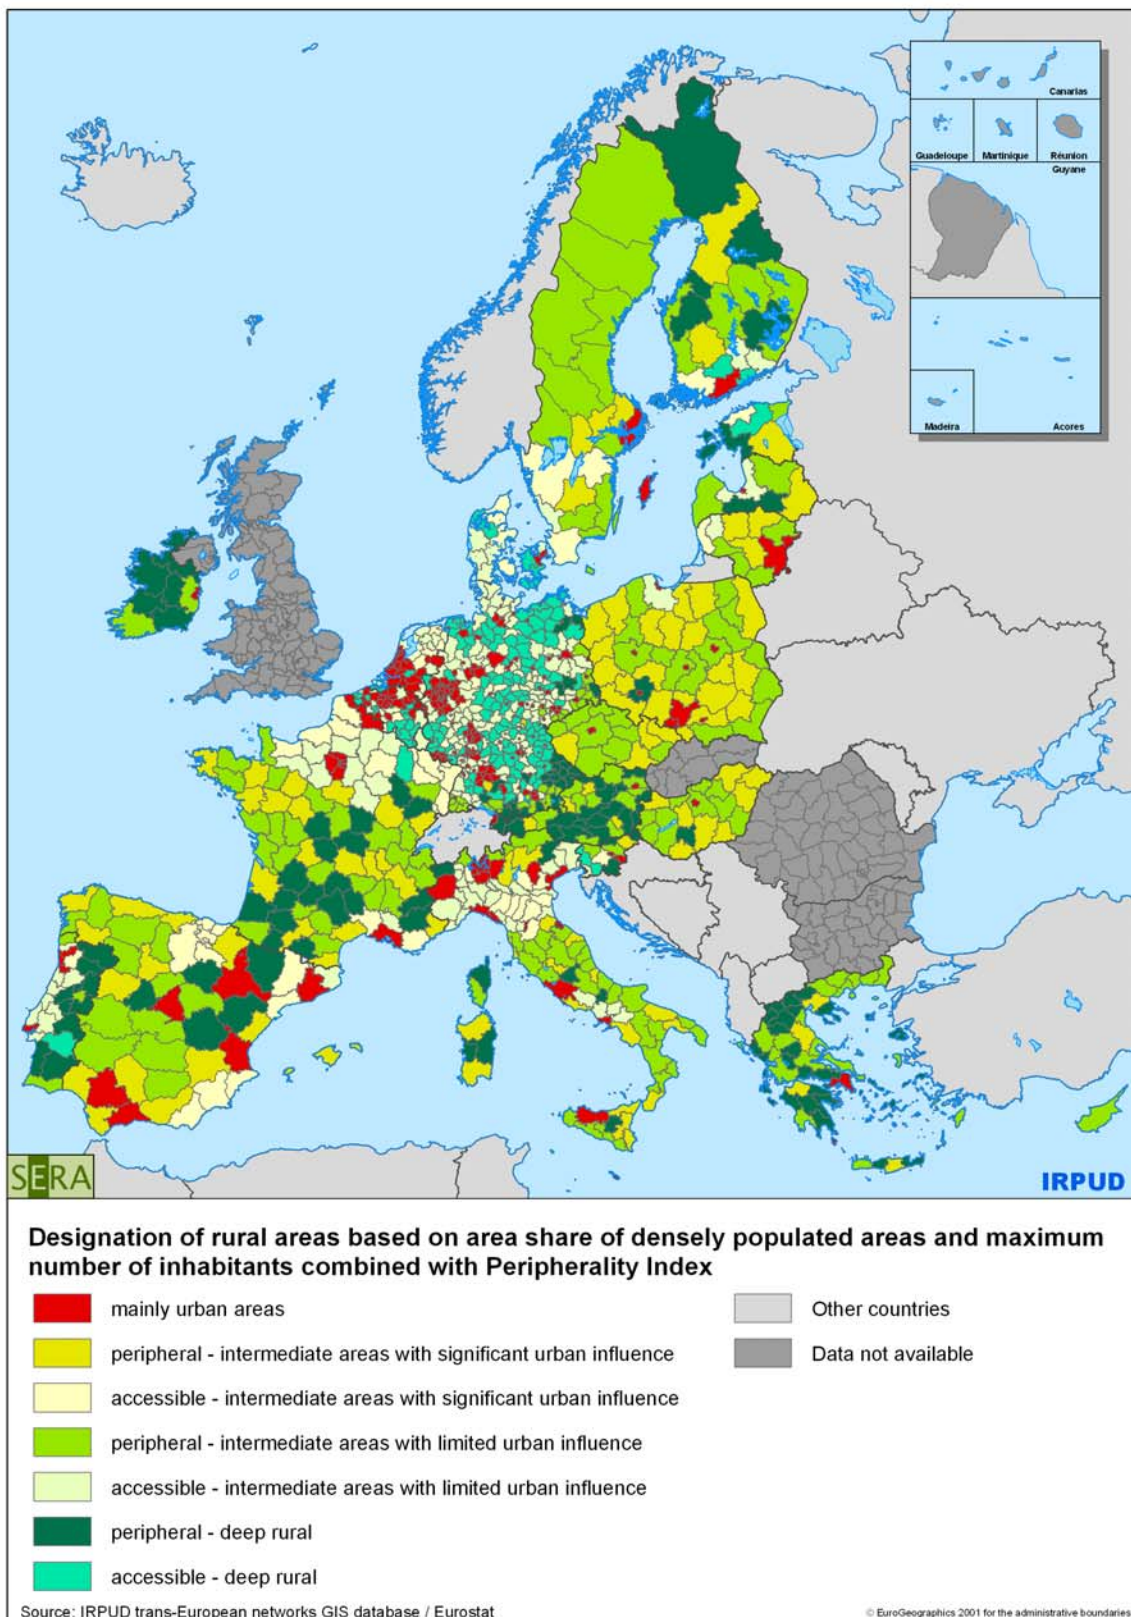 Canarias
Guadeloupe
Martinique
Réunion
Guyane
Madeira
Acores
SERA
IRPUD
Designation of rural areas based on area share of densely populated areas and maximum
number of inhabitants combined with Peripherality Index
mainly urban areas
peripheral - intermediate areas with significant urban influence
accessible - intermediate areas with significant urban influence
peripheral - intermediate areas with limited urban influence
accessible - intermediate areas with limited urban influence
peripheral - deep rural
accessible - deep rural
Other countries
Data not available
Source: IRPUD trans-European networks GIS database / Eurostat
© EuroGeographics 2001 for the administrative boundaries